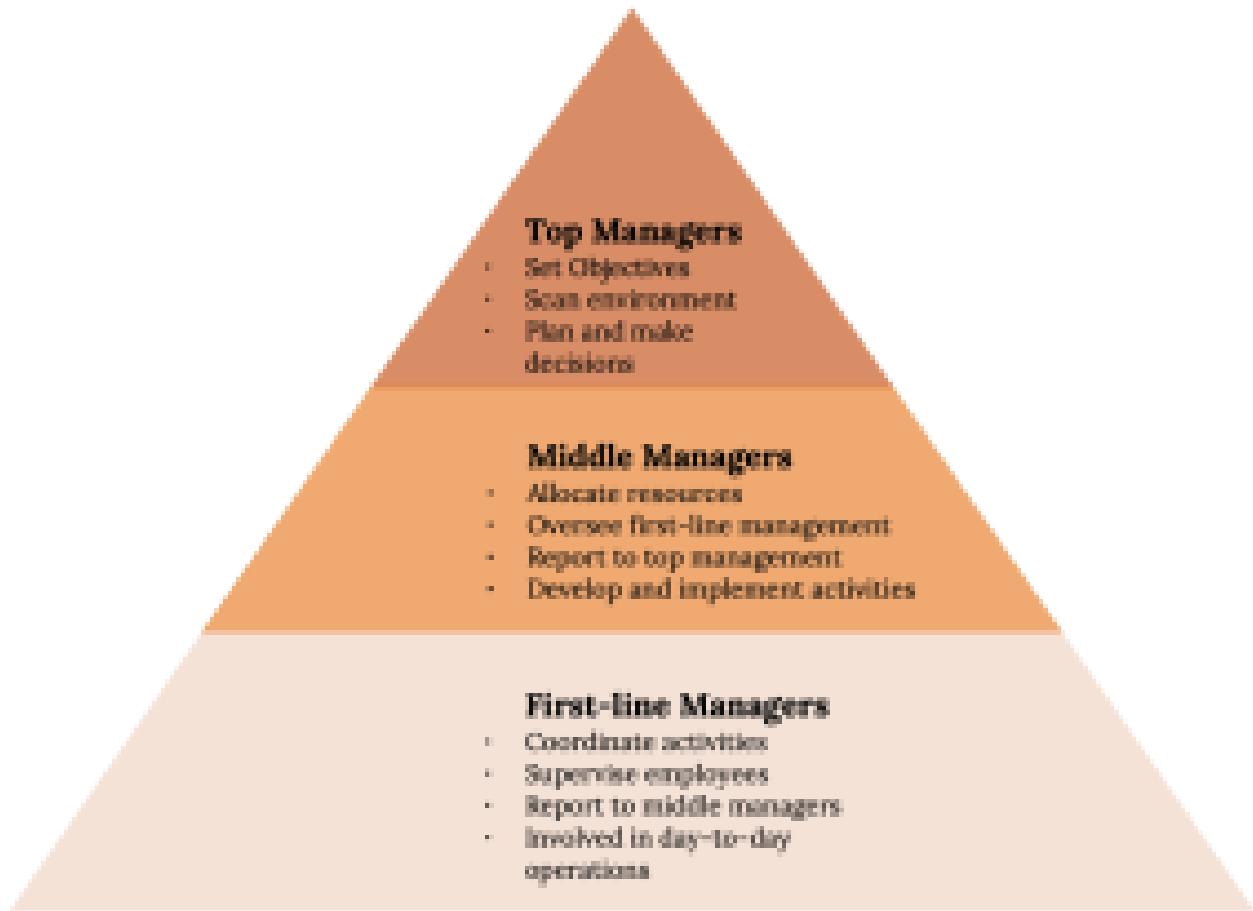 Top Managers
· Set Objectives
· Scan environment
· Plan and make
decisions
Middle Managers
· Allocate resources
· Oversee first-line management
· Report to top management
· Develop and implement activities
First-line Managers
· Coordinate activities
· Supervise employees
· Report to middle managers
· Involved in day-to-day
operations